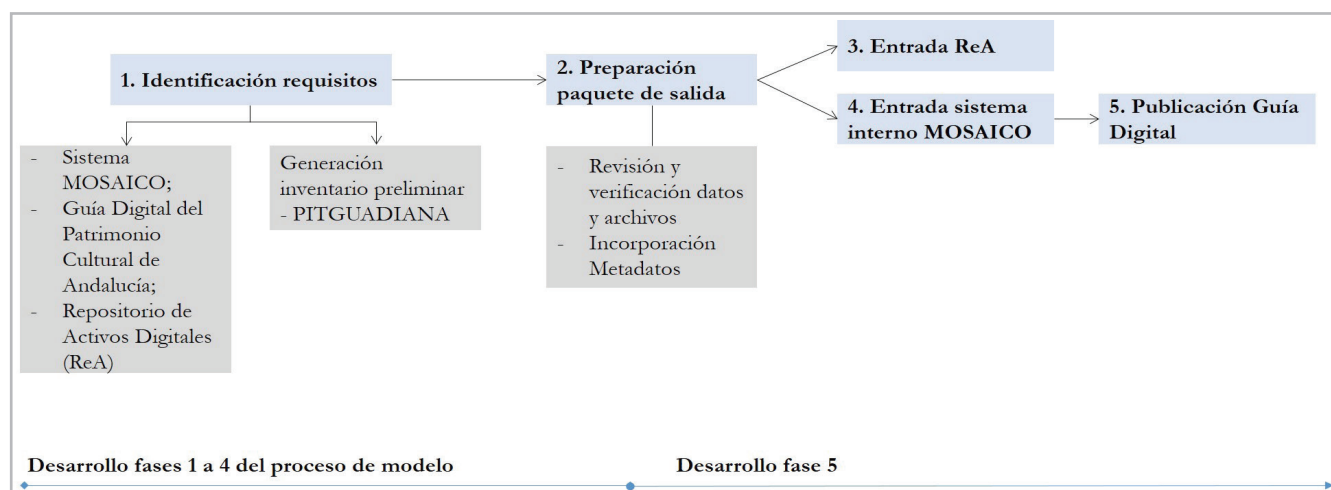 1. Identificación requisitos
- Sistema
MOSAICO;
- Guía Digital del
Patrimonio
Cultural de
Andalucía;
- Repositorio de
Activos Digitales
(ReA)
Generación
inventario preliminar
- PITGUADIANA
2. Preparación
paquete de salida
- Revisión y
verificación datos
y archivos
- Incorporación
Metadatos
3. Entrada ReA
4. Entrada sistema
interno MOSAICO
5. Publicación Guía
Digital
Desarrollo fases 1 a 4 del proceso de modelo
Desarrollo fase 5